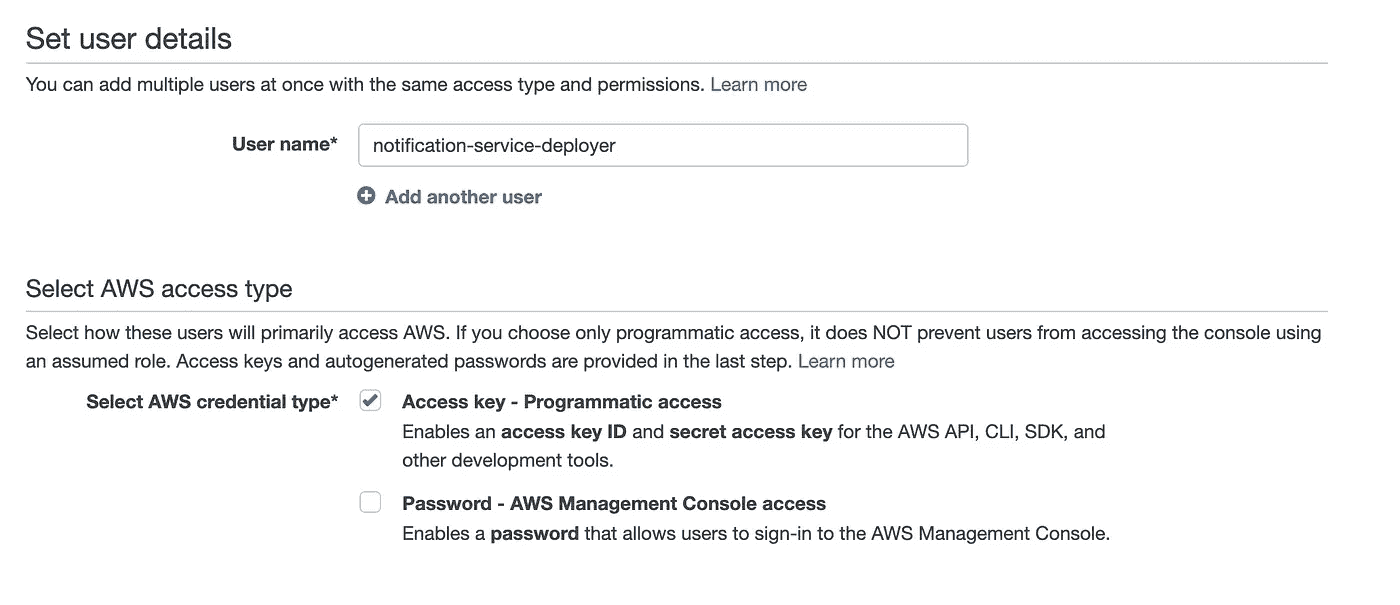 Set user details
You can add multiple users at once with the same access type and permissions. Learn more
User name* notification-service-deployer
Add another user
Select AWS access type
Select how these users will primarily access AWS. If you choose only programmatic access, it does NOT prevent users from accessing the console using
an assumed role. Access keys and autogenerated passwords are provided in the last step. Learn more
Select AWS credential type* Access key - Programmatic access
Enables an access key ID and secret access key for the AWS API, CLI, SDK, and
other development tools.
Password - AWS Management Console access
Enables a password that allows users to sign-in to the AWS Management Console.